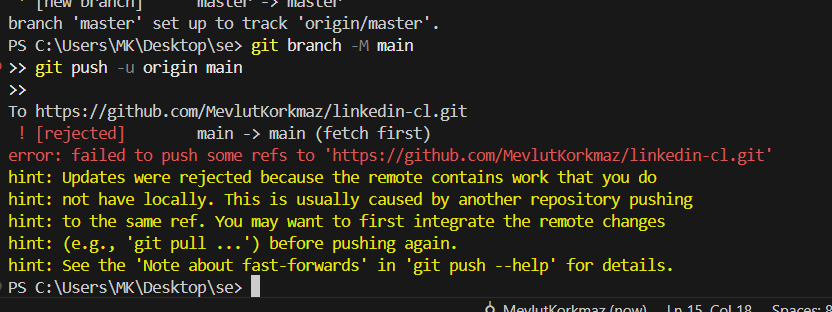 ! [new branch]      master -> master
branch 'master' set up to track 'origin/master'.
PS C:\Users\MK\Desktop\se> git branch -M main
>> git push -u origin main
>>
To https://github.com/MevlutKorkmaz/linkedin-cl.git
 ! [rejected]        main -> main (fetch first)
error: failed to push some refs to 'https://github.com/MevlutKorkmaz/linkedin-cl.git'
hint: Updates were rejected because the remote contains work that you do
hint: not have locally. This is usually caused by another repository pushing
hint: to the same ref. You may want to first integrate the remote changes
hint: (e.g., 'git pull ...') before pushing again.
hint: See the 'Note about fast-forwards' in 'git push --help' for details.
PS C:\Users\MK\Desktop\se>
MevlutKorkmaz (now) Ln 15, Col 18 Spaces: 8